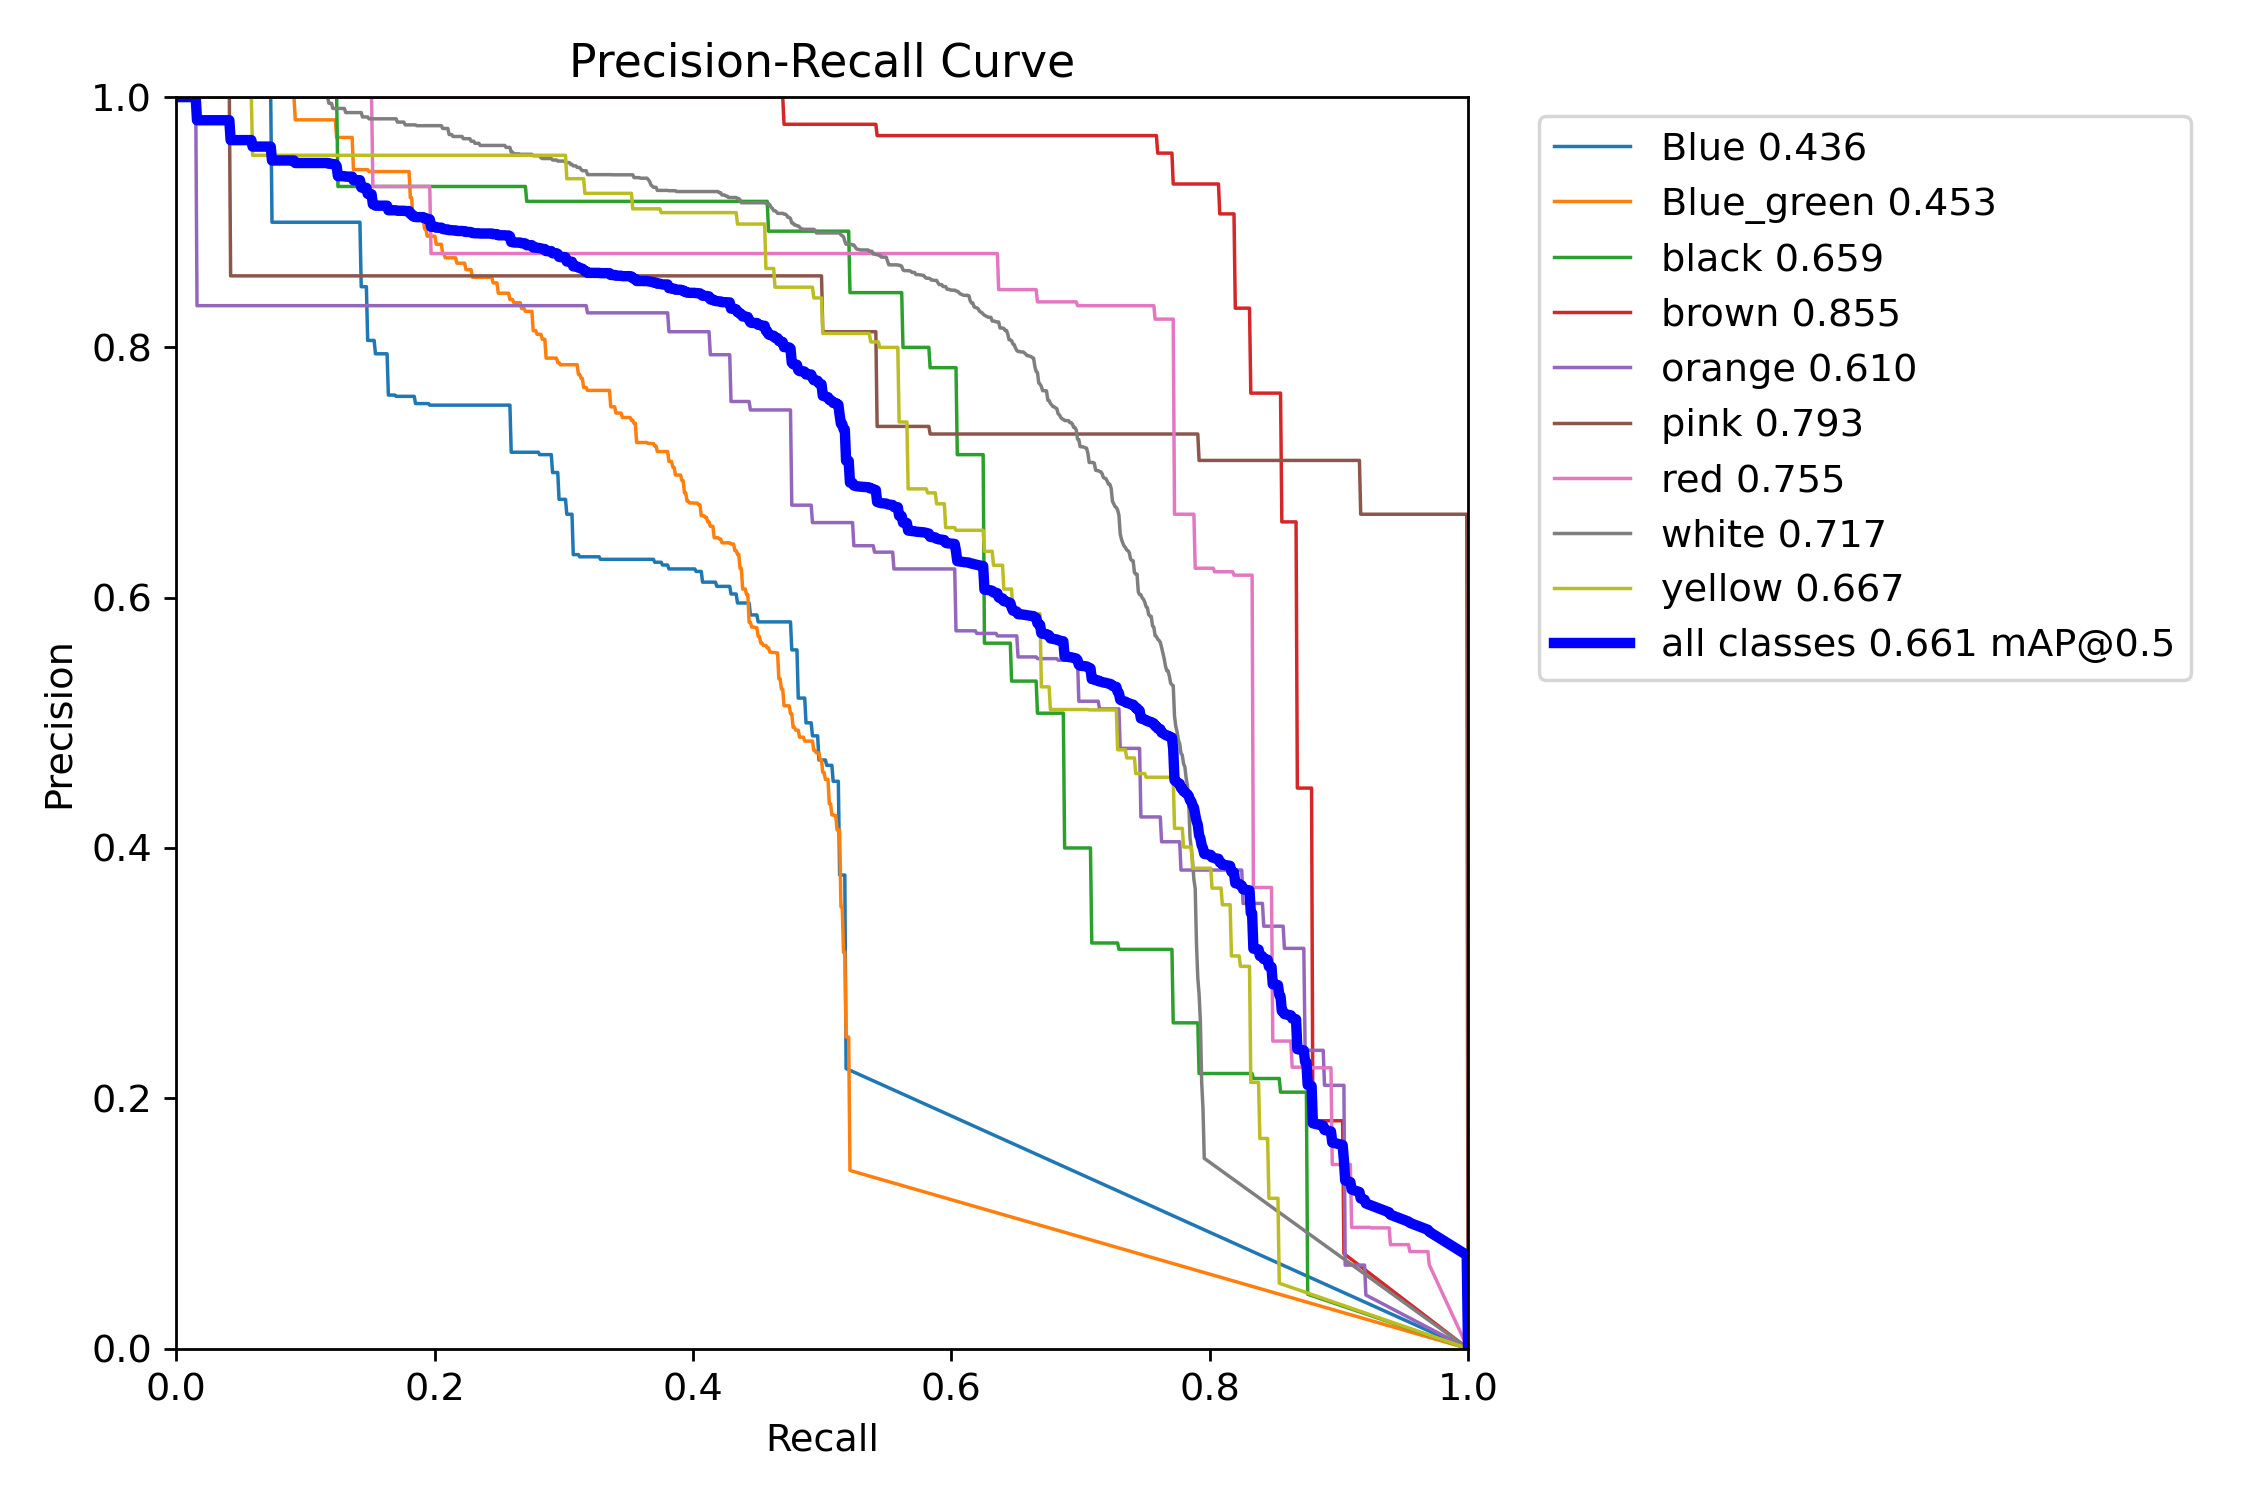 Precision-Recall Curve
1.0
0.8
0.6
0.4
0.2
0.0
Precision
0.0 0.2 0.4 0.6 0.8 1.0
Recall
Blue 0.436
Blue_green 0.453
black 0.659
brown 0.855
orange 0.610
pink 0.793
red 0.755
white 0.717
yellow 0.667
all classes 0.661 mAP@0.5